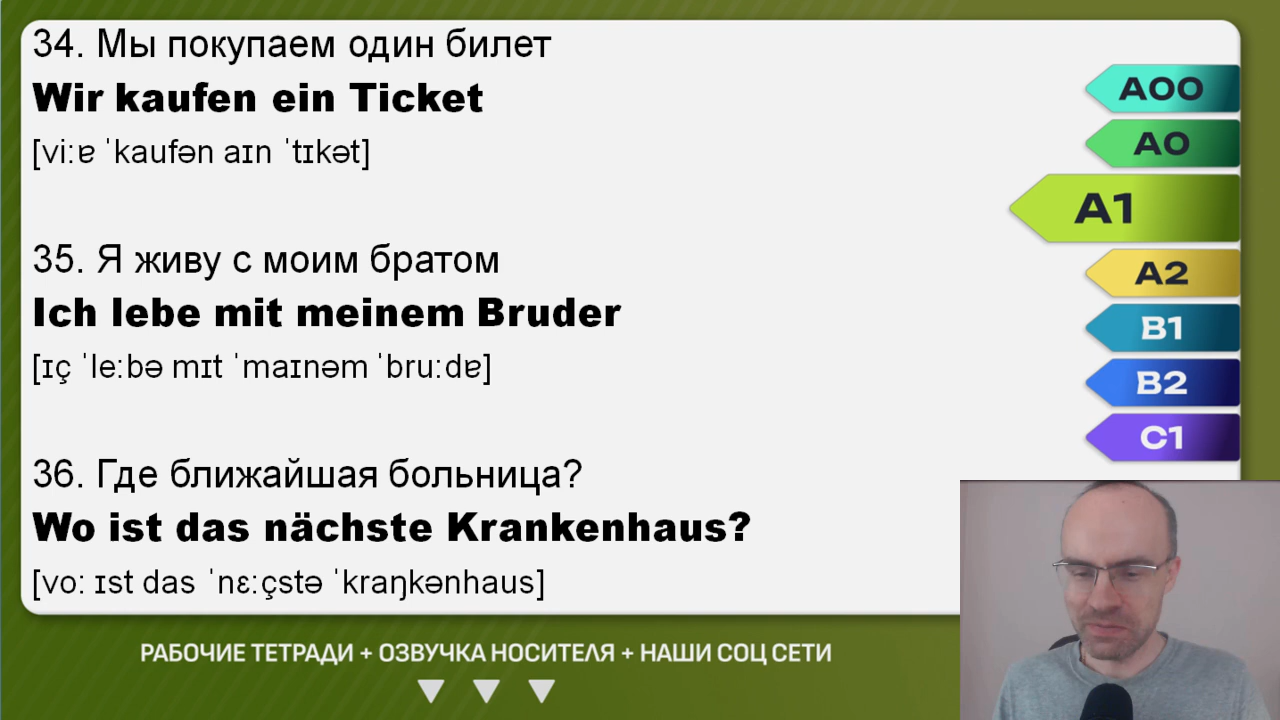 34. Мы покупаем один билет
Wir kaufen ein Ticket
[viːɐ ˈkaufən aɪn ˈtɪkət]
35. Я живу с моим братом
Ich lebe mit meinem Bruder
[ɪç ˈleːbə mɪt ˈmaɪnəm ˈbruːdɐ]
36. Где ближайшая больница?
Wo ist das nächste Krankenhaus?
[voː ɪst das ˈnɛːçstə ˈkraŋkənhaus]
A00
A0
A1
A2
B1
B2
C1
РАБОЧИЕ ТЕТРАДИ + ОЗВУЧКА НОСИТЕЛЯ + НАШИ СОЦ СЕТИ